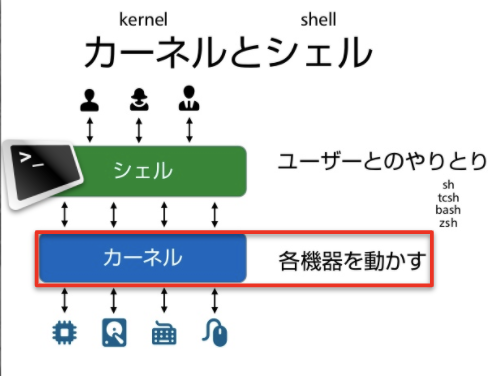 kernel shell
カーネルとシェル
>_
シェル
ユーザーとのやりとり
sh
tcsh
bash
zsh
カーネル
各機器を動かす